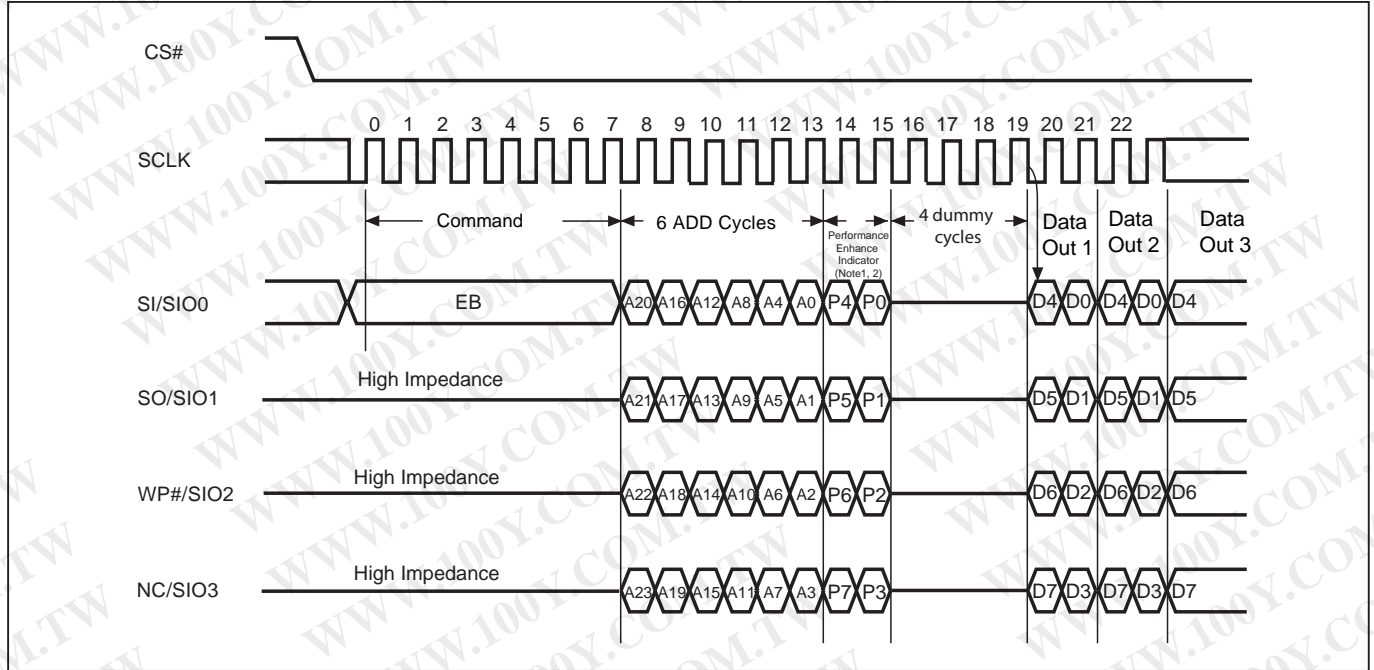 CS#
0 1 2 3 4 5 6 7 8 9 10 11 12 13 14 15 16 17 18 19 20 21 22
SCLK
Command
6 ADD Cycles
Performance
Enhance
Indicator
(Note1, 2)
4 dummy
cycles
Data
Out 1
Data
Out 2
Data
Out 3
SI/SIO0 EB A20 A16 A12 A8 A4 A0 P4 P0 D4 D0 D4 D0 D4
High Impedance
SO/SIO1 A21 A17 A13 A9 A5 A1 P5 P1 D5 D1 D5 D1 D5
High Impedance
WP#/SIO2 A22 A18 A14 A10 A6 A2 P6 P2 D6 D2 D6 D2 D6
High Impedance
NC/SIO3 A23 A19 A15 A11 A7 A3 P7 P3 D7 D3 D7 D3 D7
WWW.100Y.COM.TW